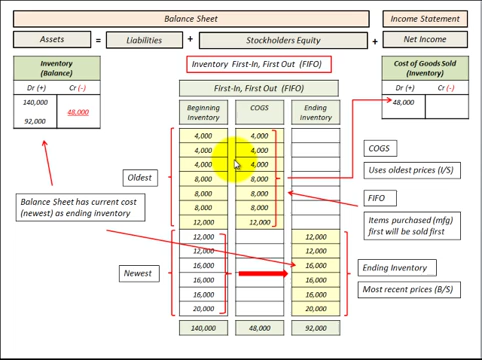 Balance Sheet
Income Statement
Assets = Liabilities + Stockholders Equity + Net Income
Inventory
(Balance)
Dr (+) Cr (-)
140,000
48,000
92,000
Inventory First-In, First Out (FIFO)
First-In, First Out (FIFO)
Beginning
Inventory
COGS
Ending
Inventory
4,000 4,000
4,000 4,000
4,000 4,000
8,000 8,000
8,000 8,000
8,000 8,000
12,000 12,000
12,000 12,000
12,000 12,000
16,000 16,000
16,000 16,000
16,000 16,000
20,000 20,000
140,000 48,000 92,000
Oldest
Newest
Balance Sheet has current cost
(newest) as ending inventory
Cost of Goods Sold
(Inventory)
Dr (+) Cr (-)
48,000
COGS
Uses oldest prices (I/S)
FIFO
Items purchased (mfg)
first will be sold first
Ending Inventory
Most recent prices (B/S)